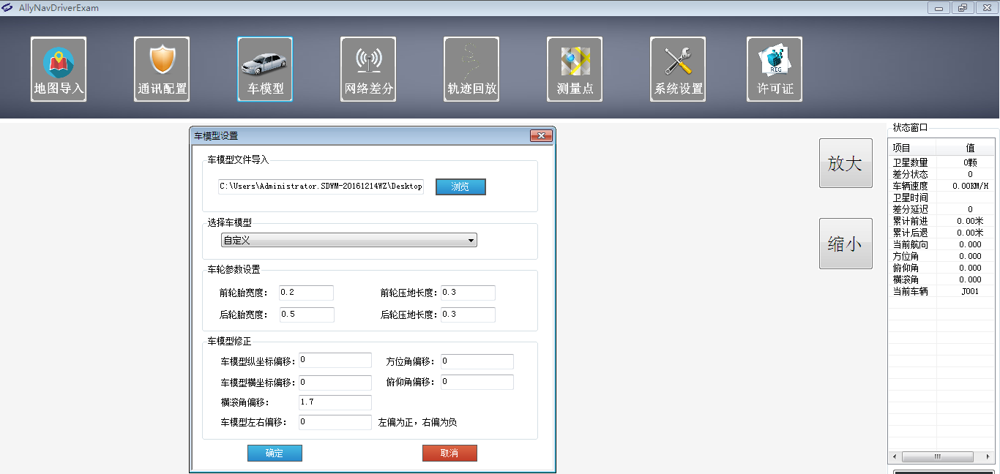 AllyNavDriverExam
地图导入
通讯配置
车模型
网络差分
轨迹回放
测量点
系统设置
REG
许可证
车模型设置
车模型文件导入
C:\Users\Administrator.SDWM-20161214WZ\Desktop
浏览
选择车模型
自定义
车轮参数设置
前轮胎宽度: 0.2 前轮压地长度: 0.3
后轮胎宽度: 0.5 后轮压地长度: 0.3
车模型修正
车模型纵坐标偏移: 0 方位角偏移: 0
车模型横坐标偏移: 0 俯仰角偏移: 0
横滚角偏移: 1.7
车模型左右偏移: 0 左偏为正，右偏为负
确定 取消
放大
缩小
状态窗口
项目 值
卫星数量 0颗
差分状态 0
车辆速度 0.00KM/H
卫星时间
差分延迟 0
累计前进 0.00米
累计后退 0.00米
当前航向 0.000
方位角 0.000
俯仰角 0.000
横滚角 0.000
当前车辆 J001